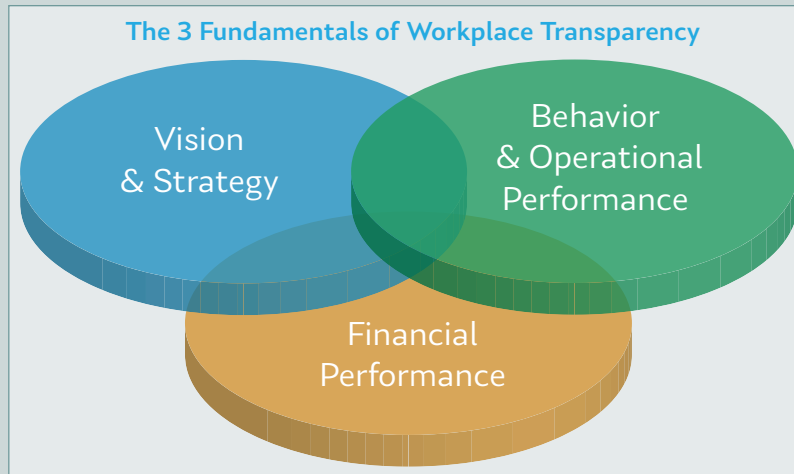 The 3 Fundamentals of Workplace Transparency
Vision
& Strategy
Behavior
& Operational
Performance
Financial
Performance